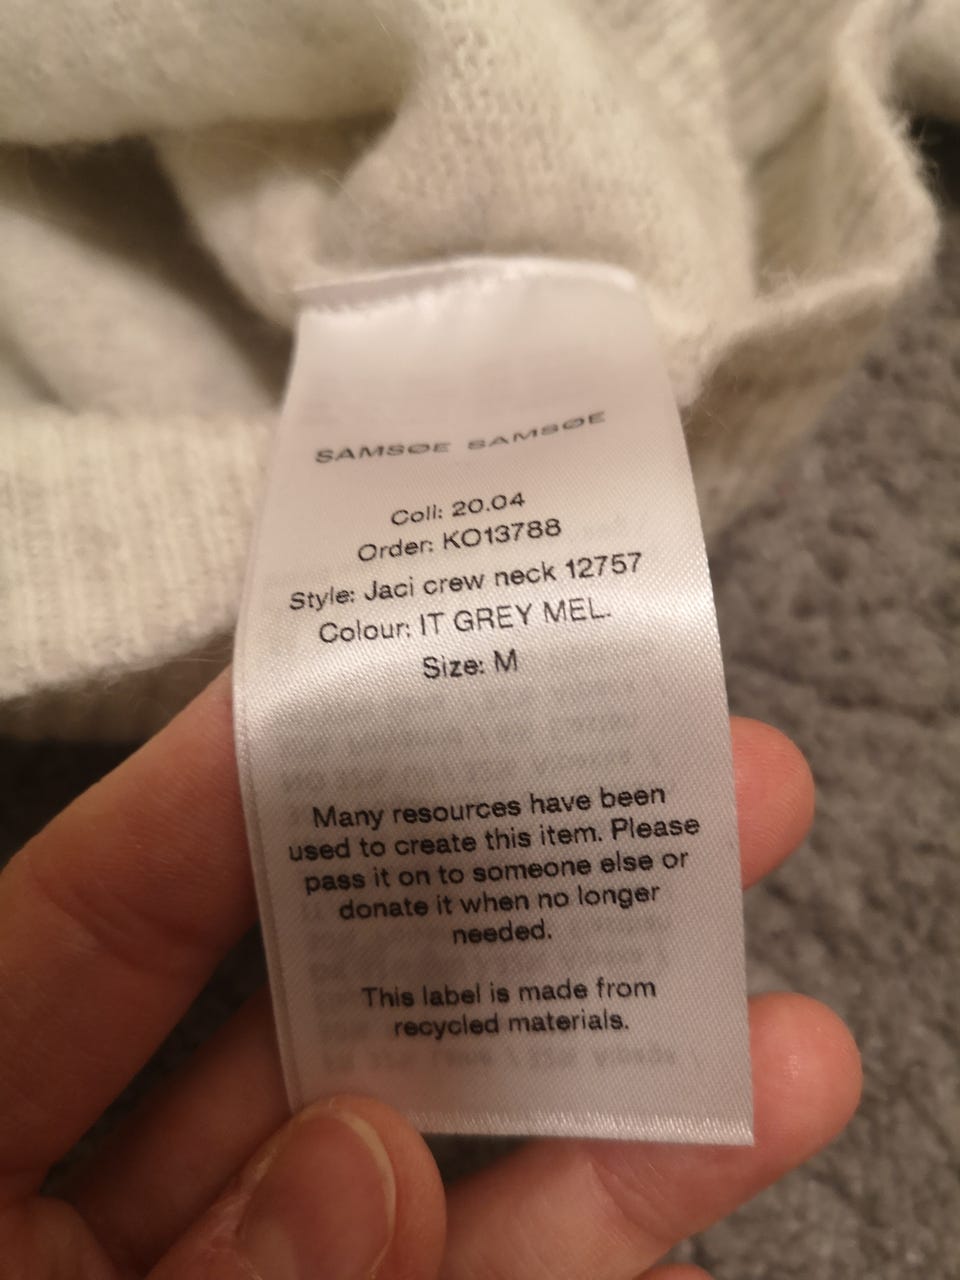 SAMSØE SAMSØE
Coll: 20.04
Order: KO13788
Style: Jaci crew neck 12757
Colour: IT GREY MEL.
Size: M
Many resources have been
used to create this item. Please
pass it on to someone else or
donate it when no longer
needed.
This label is made from
recycled materials.